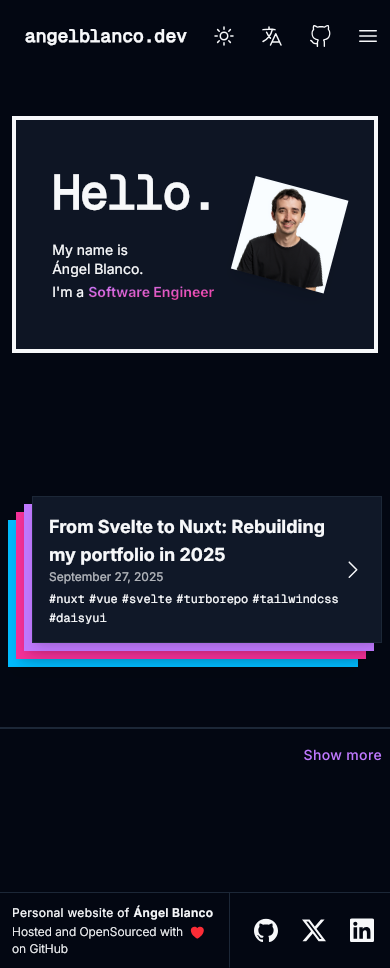 angelblanco.dev
Hello.
My name is
Ángel Blanco.
I'm a Software Engineer
From Svelte to Nuxt: Rebuilding
my portfolio in 2025
September 27, 2025
#nuxt #vue #svelte #turborepo #tailwindcss
#daisyui
Show more
Personal website of Ángel Blanco
Hosted and OpenSourced with ❤️
on GitHub